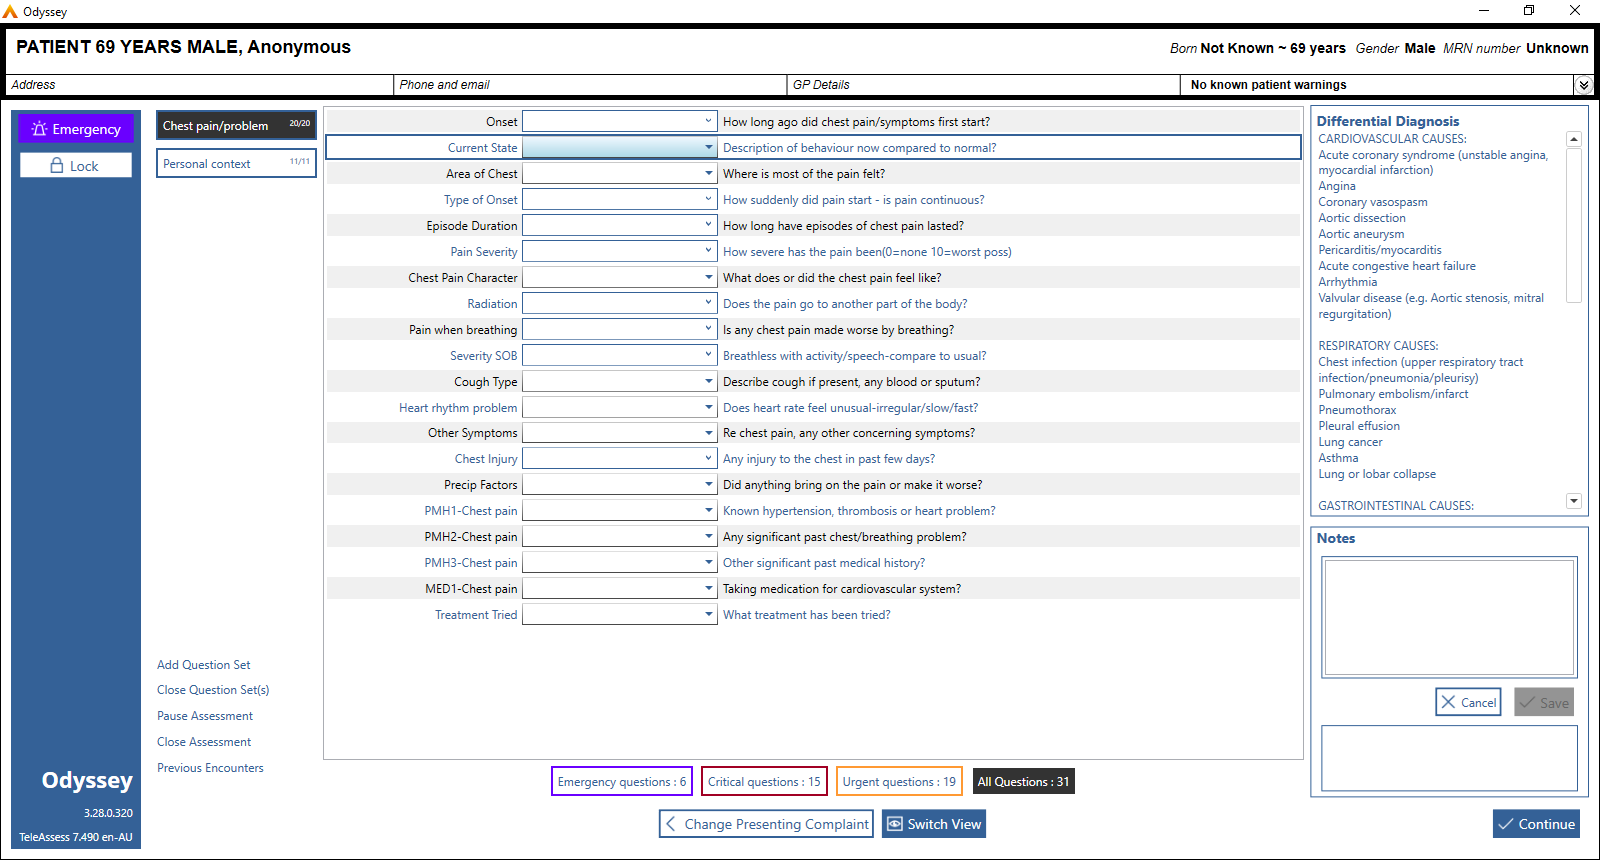 Odyssey
PATIENT 69 YEARS MALE, Anonymous
Born Not Known ~ 69 years Gender Male MRN number Unknown
Address
Phone and email
GP Details
No known patient warnings
Emergency
Lock
Chest pain/problem 20/20
Personal context 11/11
Onset How long ago did chest pain/symptoms first start?
Current State Description of behaviour now compared to normal?
Area of Chest Where is most of the pain felt?
Type of Onset How suddenly did pain start - is pain continuous?
Episode Duration How long have episodes of chest pain lasted?
Pain Severity How severe has the pain been(0=none 10=worst poss)
Chest Pain Character What does or did the chest pain feel like?
Radiation Does the pain go to another part of the body?
Pain when breathing Is any chest pain made worse by breathing?
Severity SOB Breathless with activity/speech-compare to usual?
Cough Type Describe cough if present, any blood or sputum?
Heart rhythm problem Does heart rate feel unusual-irregular/slow/fast?
Other Symptoms Re chest pain, any other concerning symptoms?
Chest Injury Any injury to the chest in past few days?
Precip Factors Did anything bring on the pain or make it worse?
PMH1-Chest pain Known hypertension, thrombosis or heart problem?
PMH2-Chest pain Any significant past chest/breathing problem?
PMH3-Chest pain Other significant past medical history?
MED1-Chest pain Taking medication for cardiovascular system?
Treatment Tried What treatment has been tried?
Differential Diagnosis
CARDIOVASCULAR CAUSES:
Acute coronary syndrome (unstable angina,
myocardial infarction)
Angina
Coronary vasospasm
Aortic dissection
Aortic aneurysm
Pericarditis/myocarditis
Acute congestive heart failure
Arrhythmia
Valvular disease (e.g. Aortic stenosis, mitral
regurgitation)
RESPIRATORY CAUSES:
Chest infection (upper respiratory tract
infection/pneumonia/pleurisy)
Pulmonary embolism/infarct
Pneumothorax
Pleural effusion
Lung cancer
Asthma
Lung or lobar collapse
GASTROINTESTINAL CAUSES:
Notes
Cancel
Save
Add Question Set
Close Question Set(s)
Pause Assessment
Close Assessment
Previous Encounters
Odyssey
3.28.0.320
TeleAssess 7.490 en-AU
Emergency questions : 6
Critical questions : 15
Urgent questions : 19
All Questions : 31
Change Presenting Complaint
Switch View
Continue